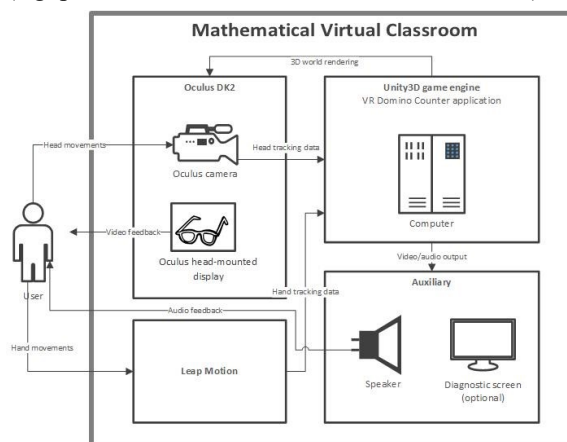 Mathematical Virtual Classroom
3D world rendering
Oculus DK2
Unity3D game engine
VR Domino Counter application
Head movements
Head tracking data
Oculus camera
Computer
Video feedback
Oculus head-mounted
display
Video/audio output
User
Hand tracking data
Auxiliary
Audio feedback
Hand movements
Leap Motion
Speaker
Diagnostic screen
(optional)